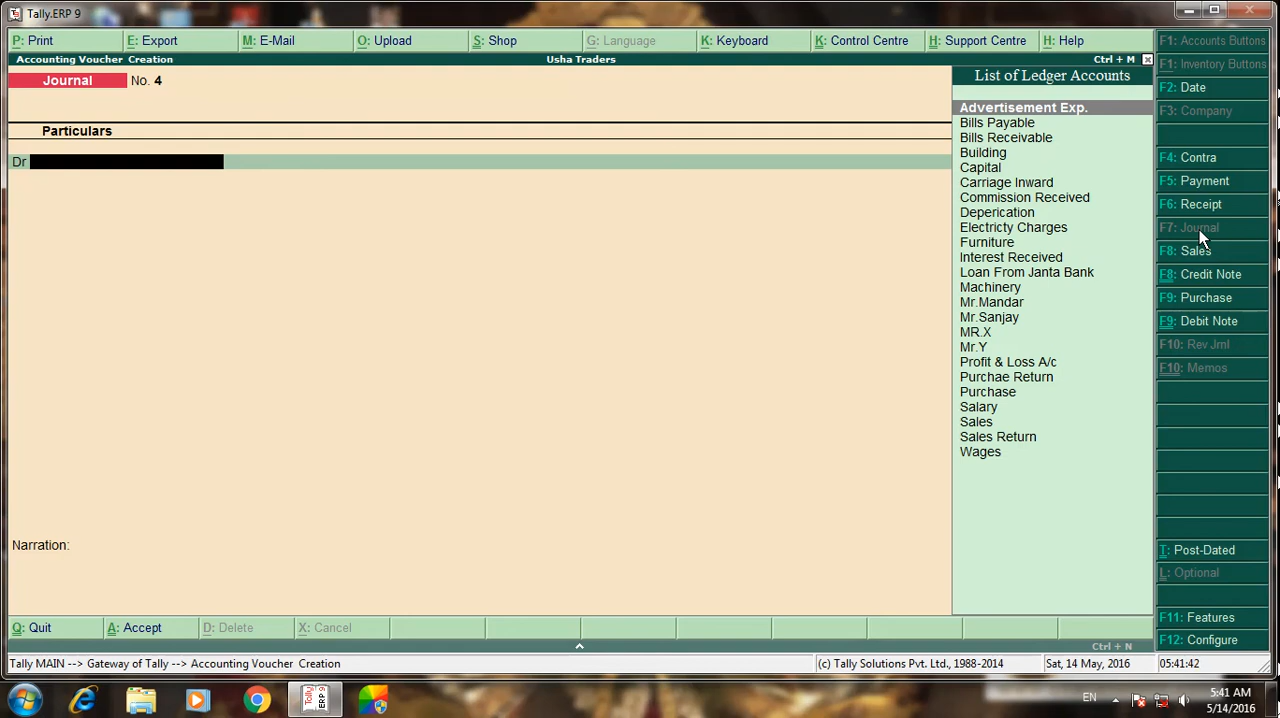 Tally.ERP 9
P: Print
E: Export
M: E-Mail
O: Upload
S: Shop
G: Language
K: Keyboard
K: Control Centre
H: Support Centre
H: Help
Accounting Voucher Creation
Usha Traders
Ctrl + M
Journal No. 4
Particulars
Dr
Narration:
List of Ledger Accounts
Advertisement Exp.
Bills Payable
Bills Receivable
Building
Capital
Carriage Inward
Commission Received
Deperication
Electricty Charges
Furniture
Interest Received
Loan From Janta Bank
Machinery
Mr.Mandar
Mr.Sanjay
MR.X
Mr.Y
Profit & Loss A/c
Purchae Return
Purchase
Salary
Sales
Sales Return
Wages
F1: Accounts Buttons
F1: Inventory Buttons
F2: Date
F3: Company
F4: Contra
F5: Payment
F6: Receipt
F7: Journal
F8: Sales
F8: Credit Note
F9: Purchase
F9: Debit Note
F10: Rev Jrnl
F10: Memos
T: Post-Dated
L: Optional
F11: Features
F12: Configure
Q: Quit
A: Accept
D: Delete
X: Cancel
Ctrl + N
Tally MAIN --> Gateway of Tally --> Accounting Voucher Creation
(c) Tally Solutions Pvt. Ltd., 1988-2014
Sat, 14 May, 2016
05:41:42
ERP 9
EN
5:41 AM
5/14/2016